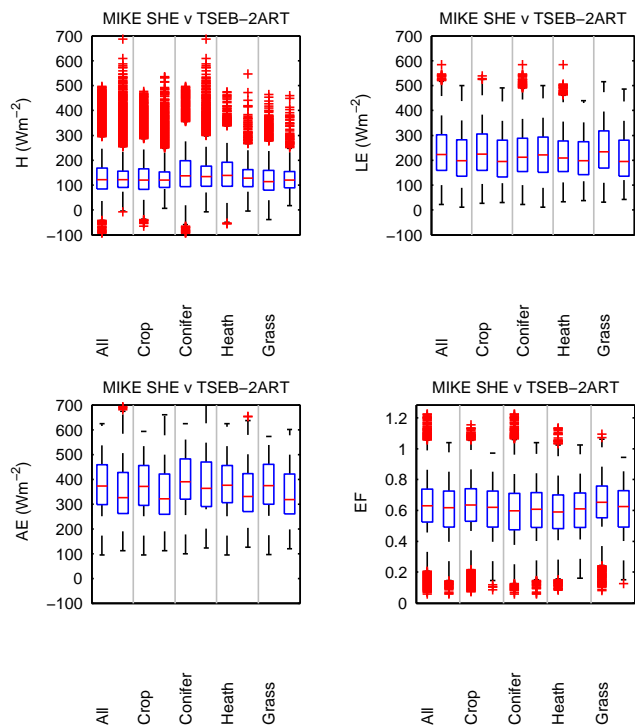 MIKE SHE v TSEB−2ART
700
600
500
400
300
200
100
0
−100
H (Wm−2)
All
Crop
Conifer
Heath
Grass
MIKE SHE v TSEB−2ART
700
600
500
400
300
200
100
0
−100
LE (Wm−2)
All
Crop
Conifer
Heath
Grass
MIKE SHE v TSEB−2ART
700
600
500
400
300
200
100
0
−100
AE (Wm−2)
All
Crop
Conifer
Heath
Grass
MIKE SHE v TSEB−2ART
1.2
1
0.8
0.6
0.4
0.2
0
EF
All
Crop
Conifer
Heath
Grass